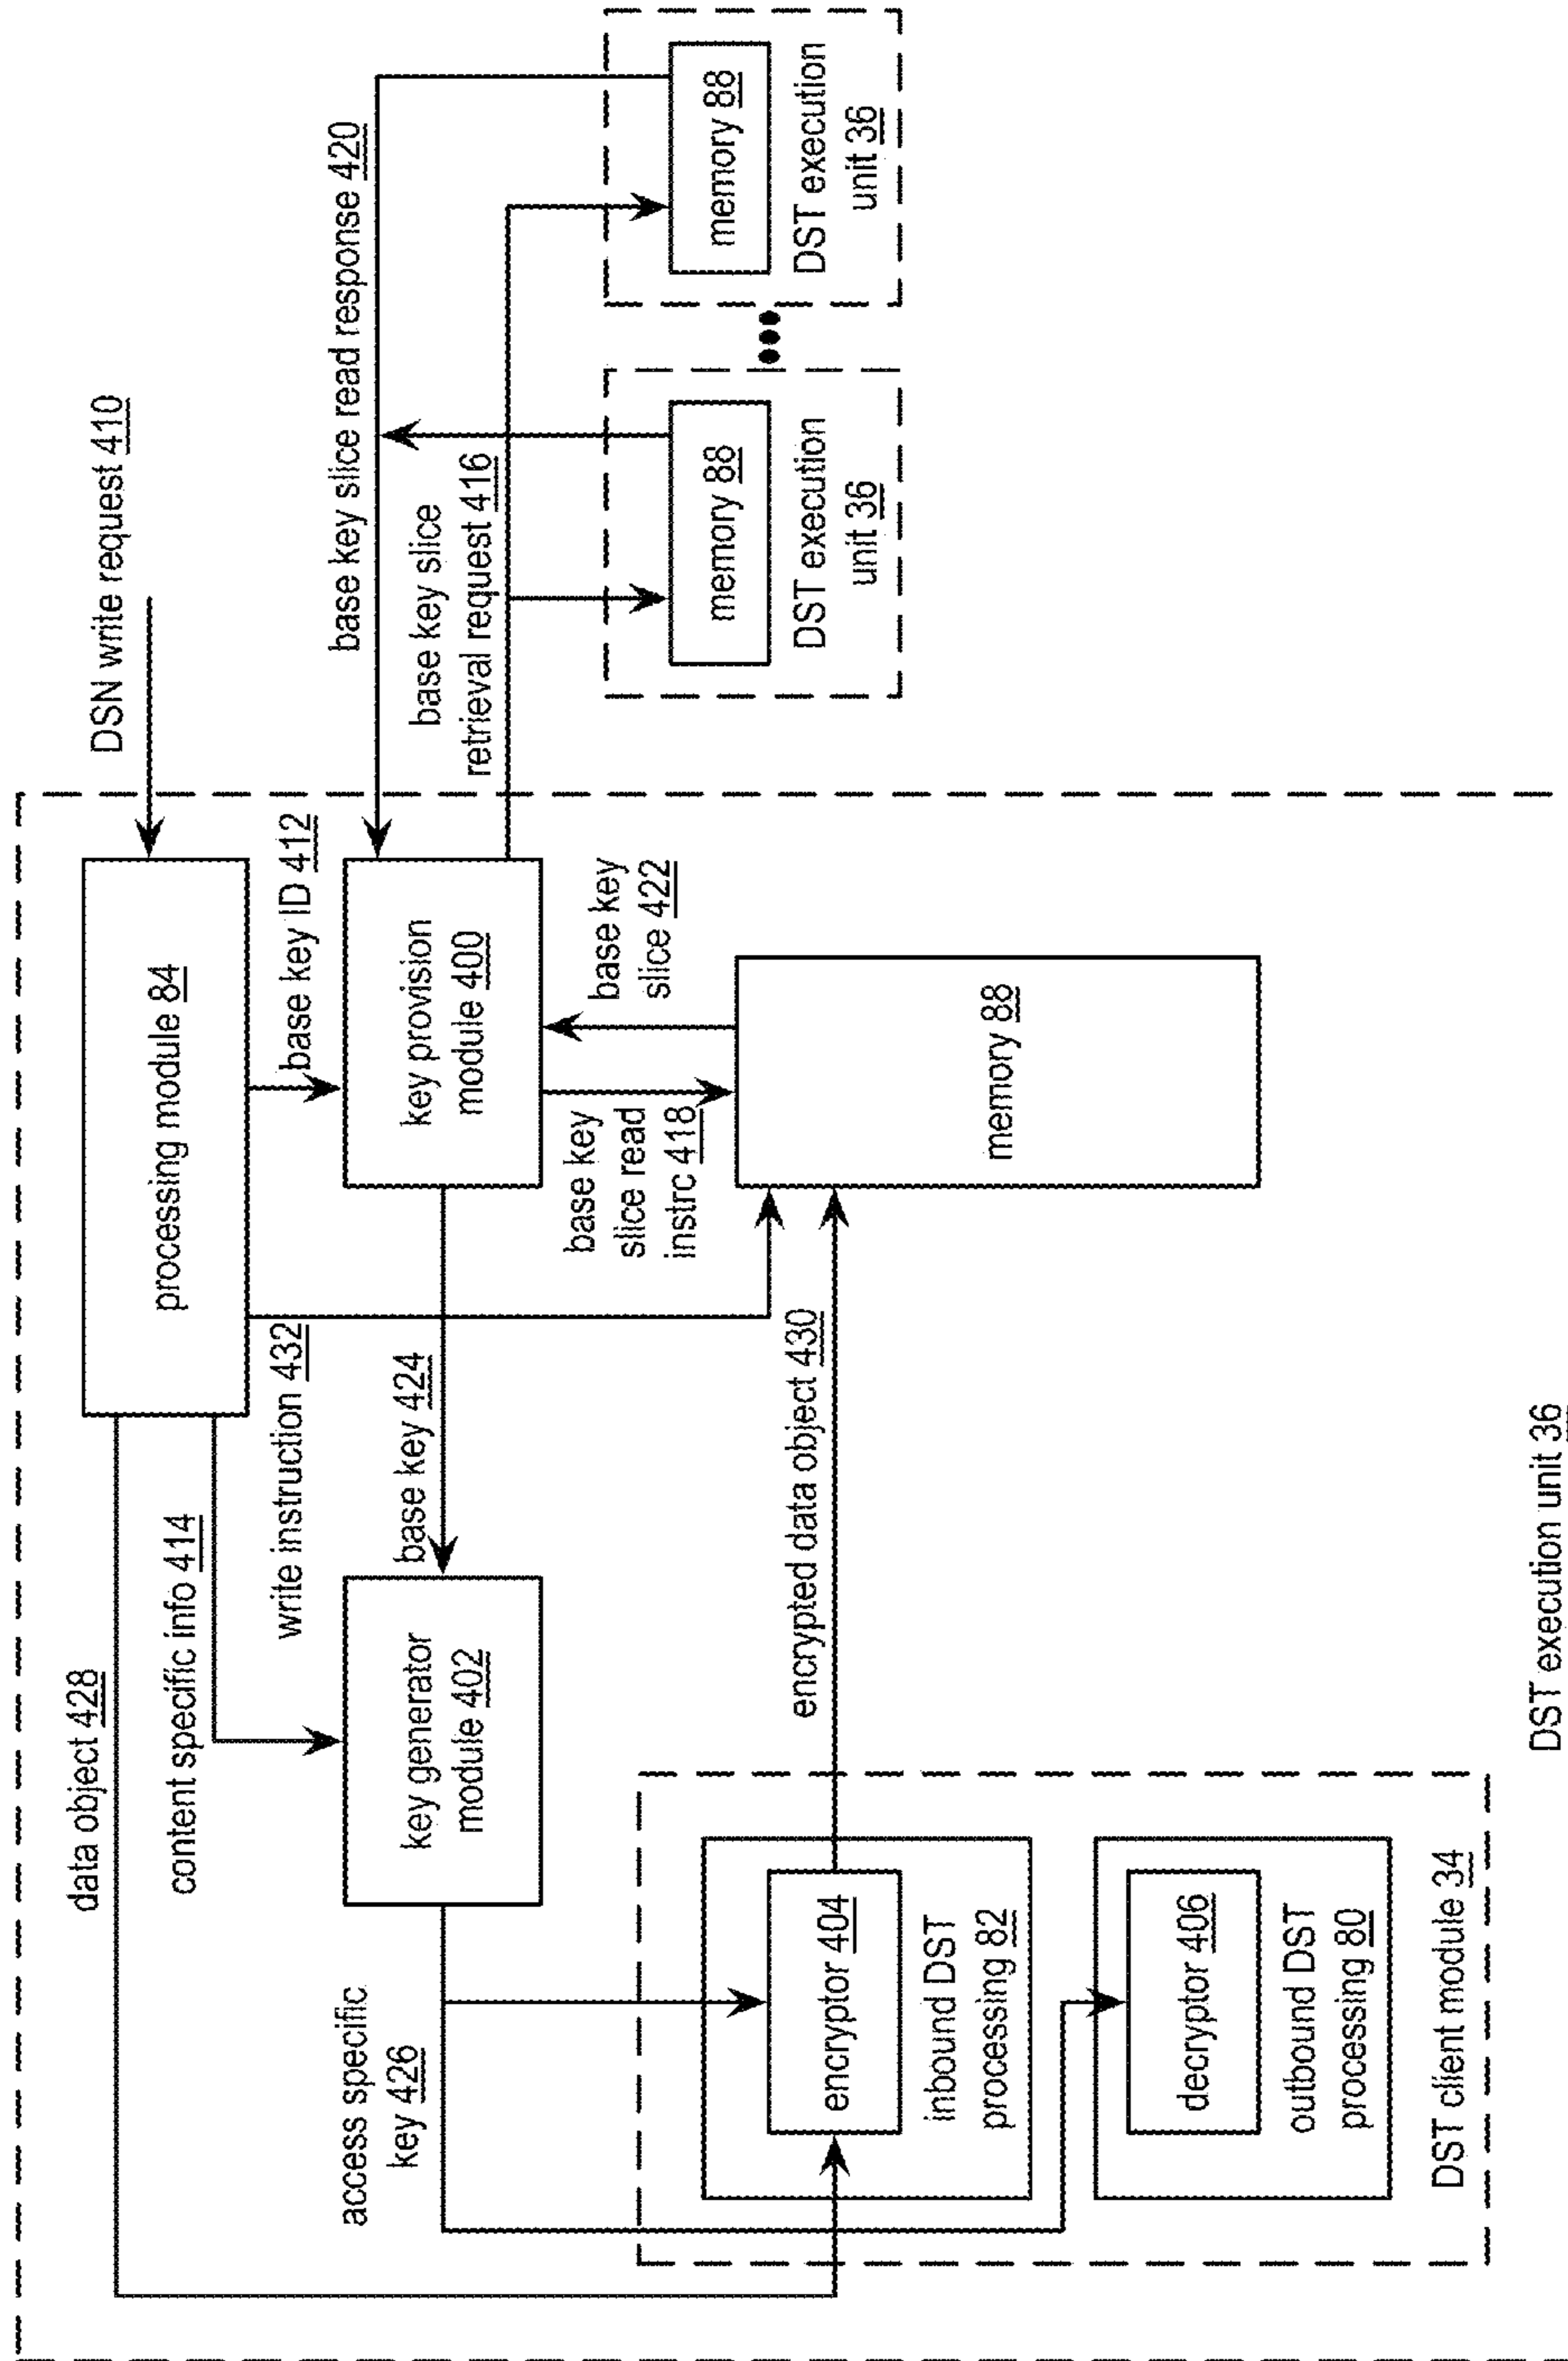 DSN write request 410
data object 428
content specific info 414
processing module 84
write instruction 432
base key ID 412
base key slice read response 420
base key 424
access specific
key 426
key generator
module 402
key provision
module 400
base key slice
retrieval request 416
base key
slice read
instrc 418
base key
slice 422
encrypted data object 430
memory 88
memory 88
DST execution
unit 36
memory 88
DST execution
unit 36
encryptor 404
inbound DST
processing 82
decryptor 406
outbound DST
processing 80
DST client module 34
DST execution unit 36